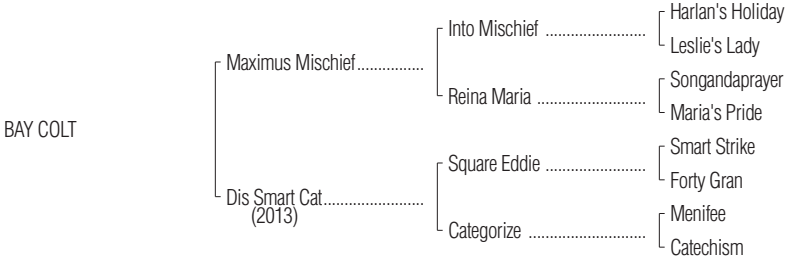 Harlan's Holiday
Into Mischief ........................
Leslie's Lady
Maximus Mischief................
Songandaprayer
Reina Maria ..........................
Maria's Pride
BAY COLT
Smart Strike
Square Eddie ........................
Forty Gran
Dis Smart Cat........................
(2013)
Menifee
Categorize ............................
Catechism